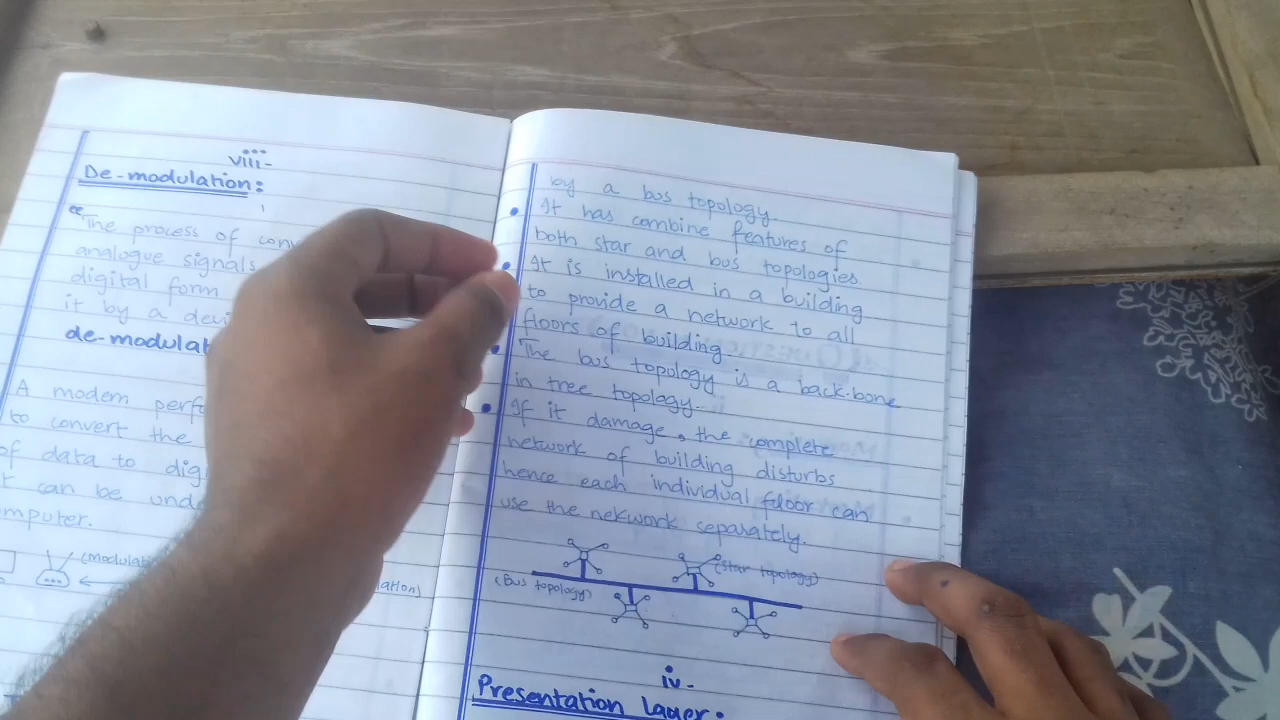 viii-
De-modulation:
"The process of conv
analogue signals
digital form
it by a devi
de-modulat
A modem perfo
to convert the
of data to dig
t can be unde
omputer.
(modulat
ation)
by a bus topology.
• It has combine features of
both star and bus topologies.
• It is installed in a building
to provide a network to all
floors of building.
• The bus topology is a back-bone
in tree topology.
• If it damage, the complete
network of building disturbs
hence each individual floor can
use the network separately.
(star topology)
(Bus topology)
iv-
Presentation Layer: